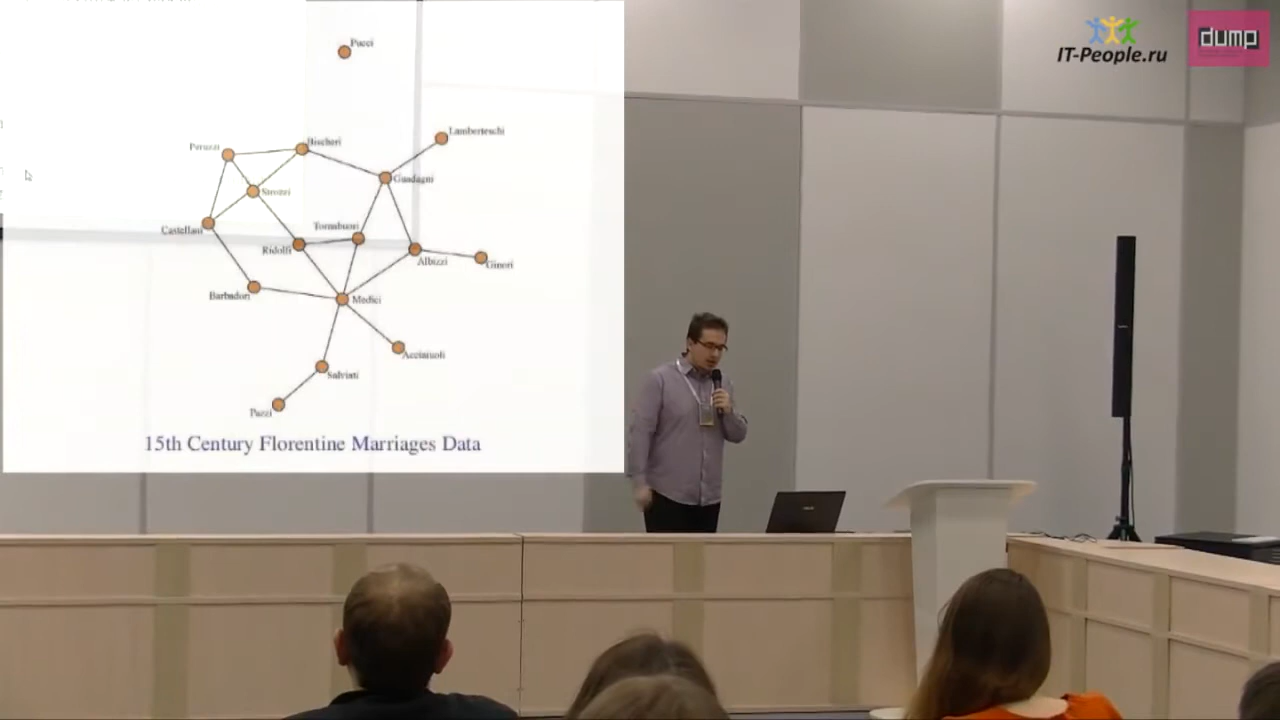 IT-People.ru
dump
Pucci
Lamberteschi
Bischeri
Peruzzi
Guadagni
Strozzi
Tornabuori
Castellani
Ridolfi
Albizzi
Ginori
Barbadori
Medici
Acciaiuoli
Salviati
Pazzi
15th Century Florentine Marriages Data